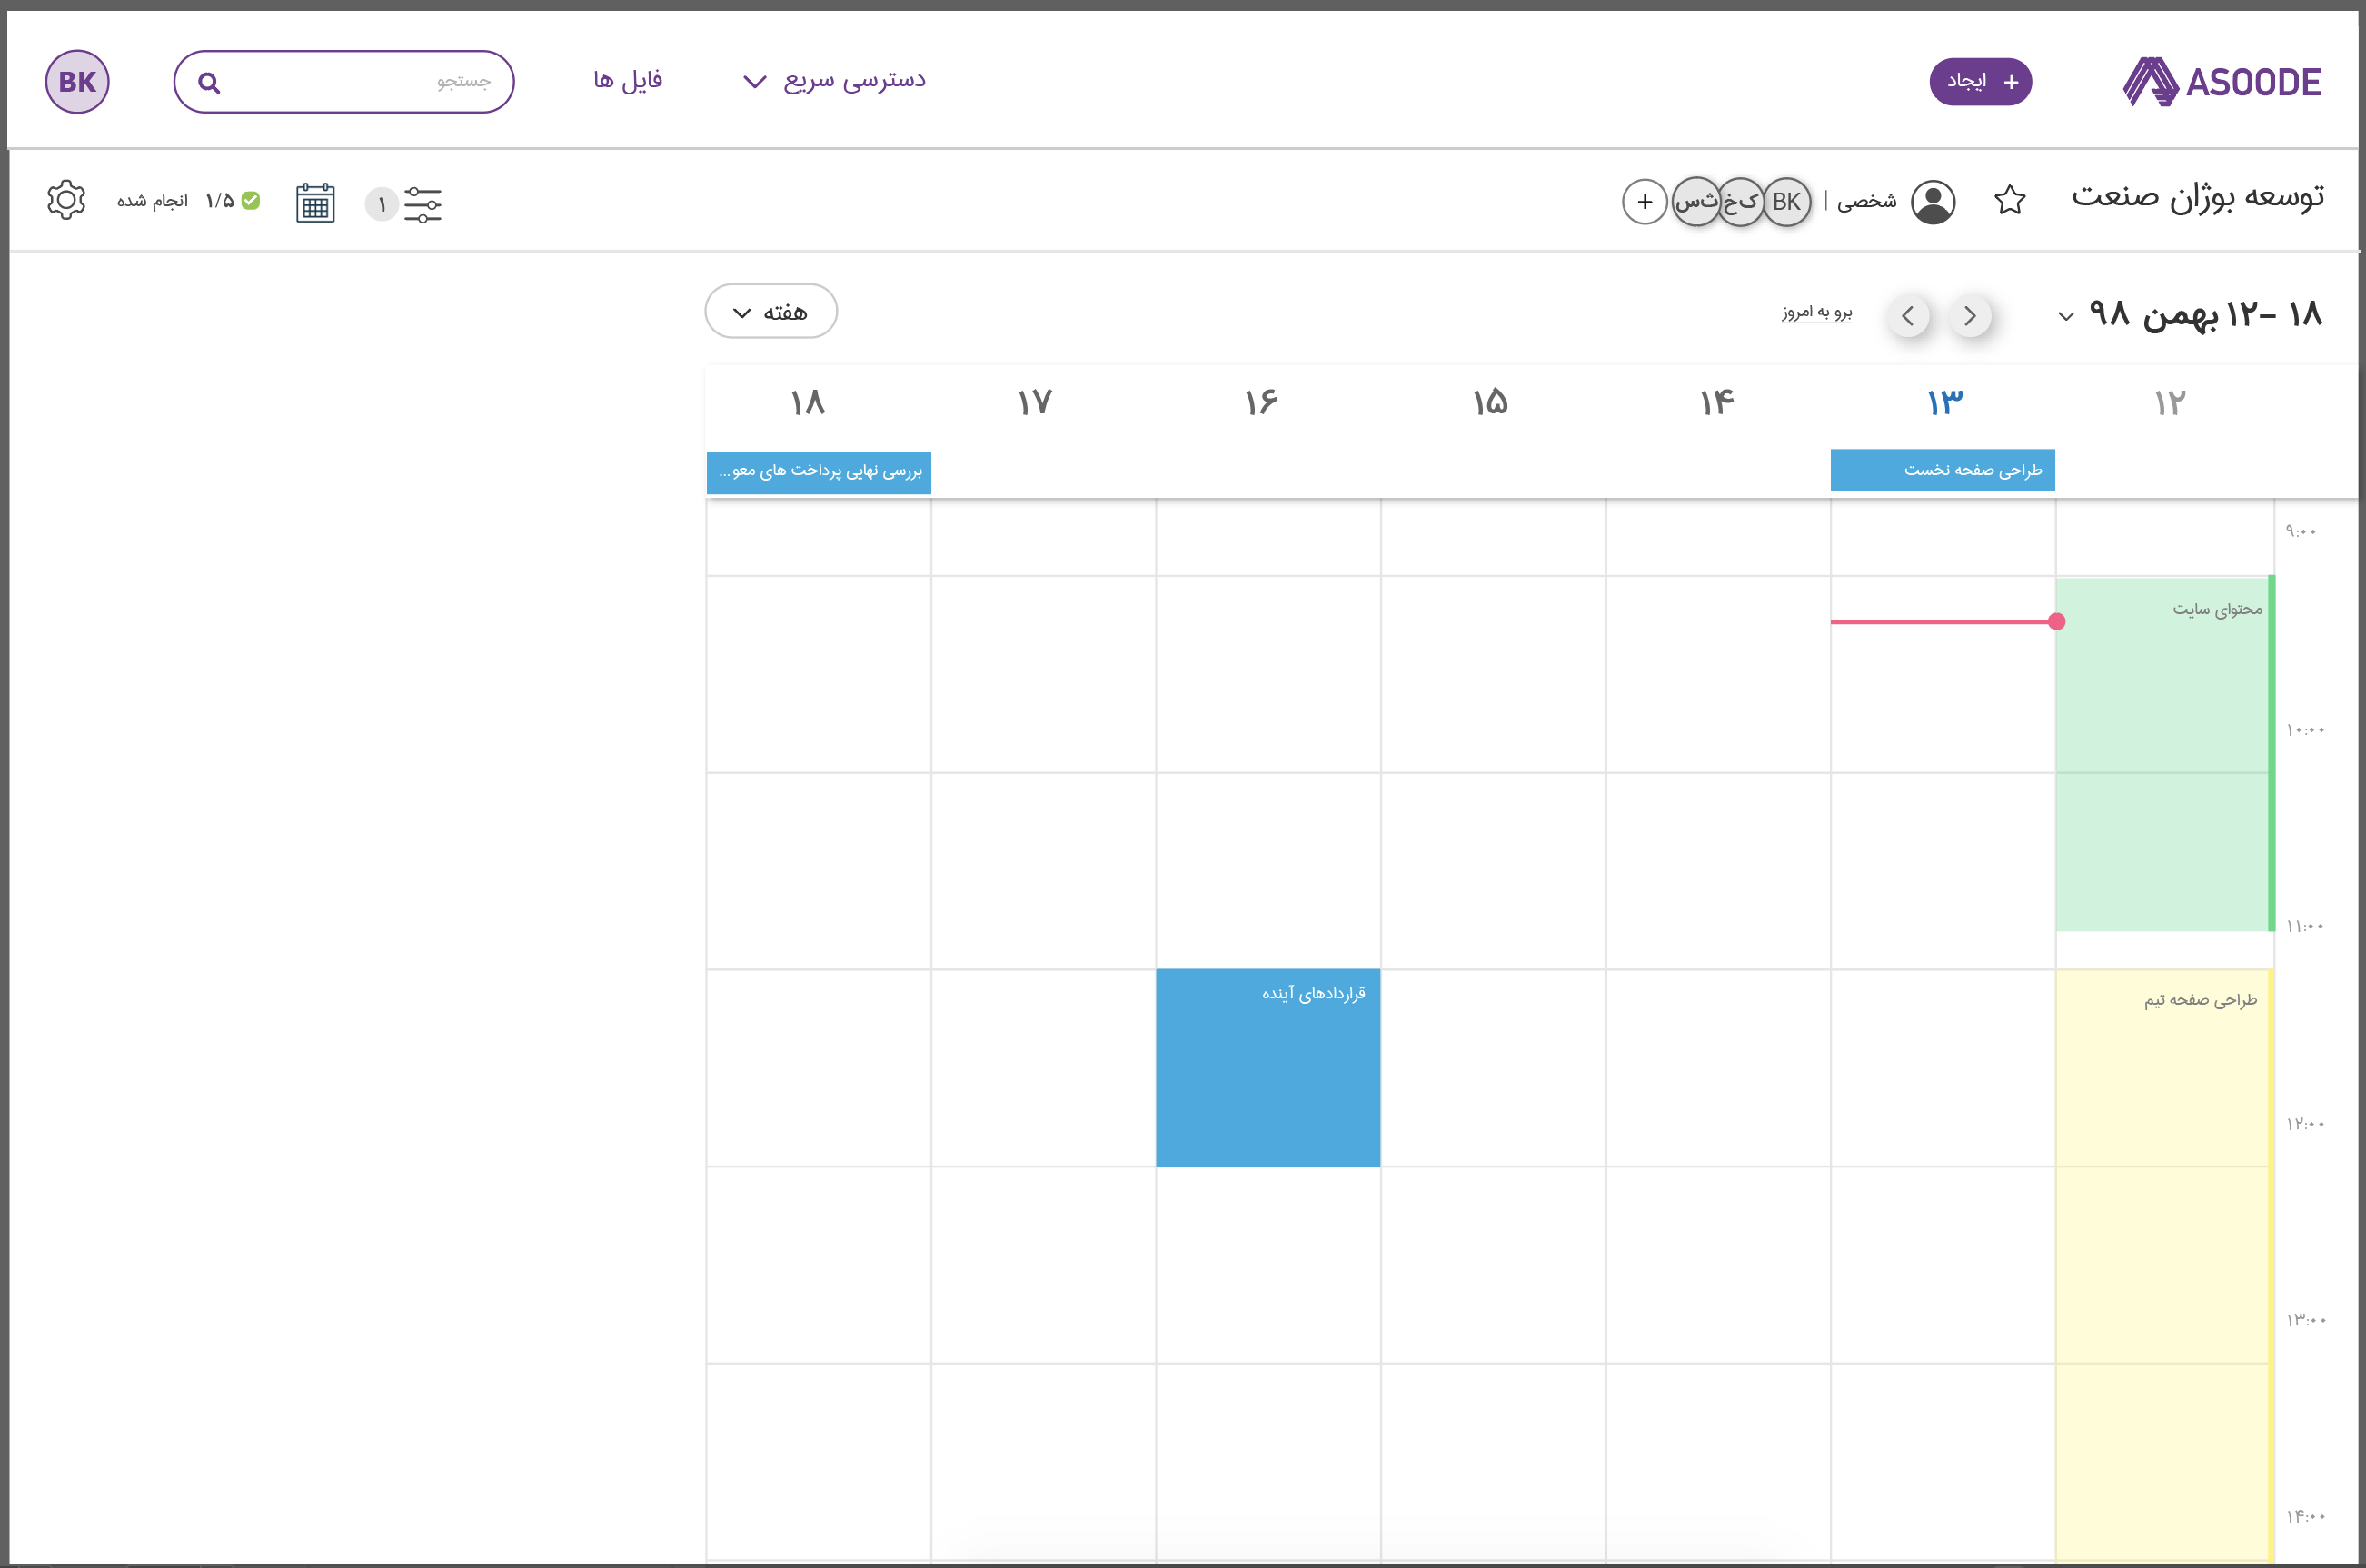 ASOODE
+ ایجاد
دسترسی سریع
فایل ها
جستجو
BK
توسعه بوژان صنعت
شخصی |
BK
ک‌خ
ث‌س
+
۱
۱/۵
انجام شده
۱۸ –۱۲ بهمن ۹۸
برو به امروز
هفته
۱۲
۱۳
۱۴
۱۵
۱۶
۱۷
۱۸
طراحی صفحه نخست
بررسی نهایی پرداخت های معو...
۹:۰۰
محتوای سایت
۱۰:۰۰
۱۱:۰۰
طراحی صفحه تیم
قراردادهای آینده
۱۲:۰۰
۱۳:۰۰
۱۴:۰۰